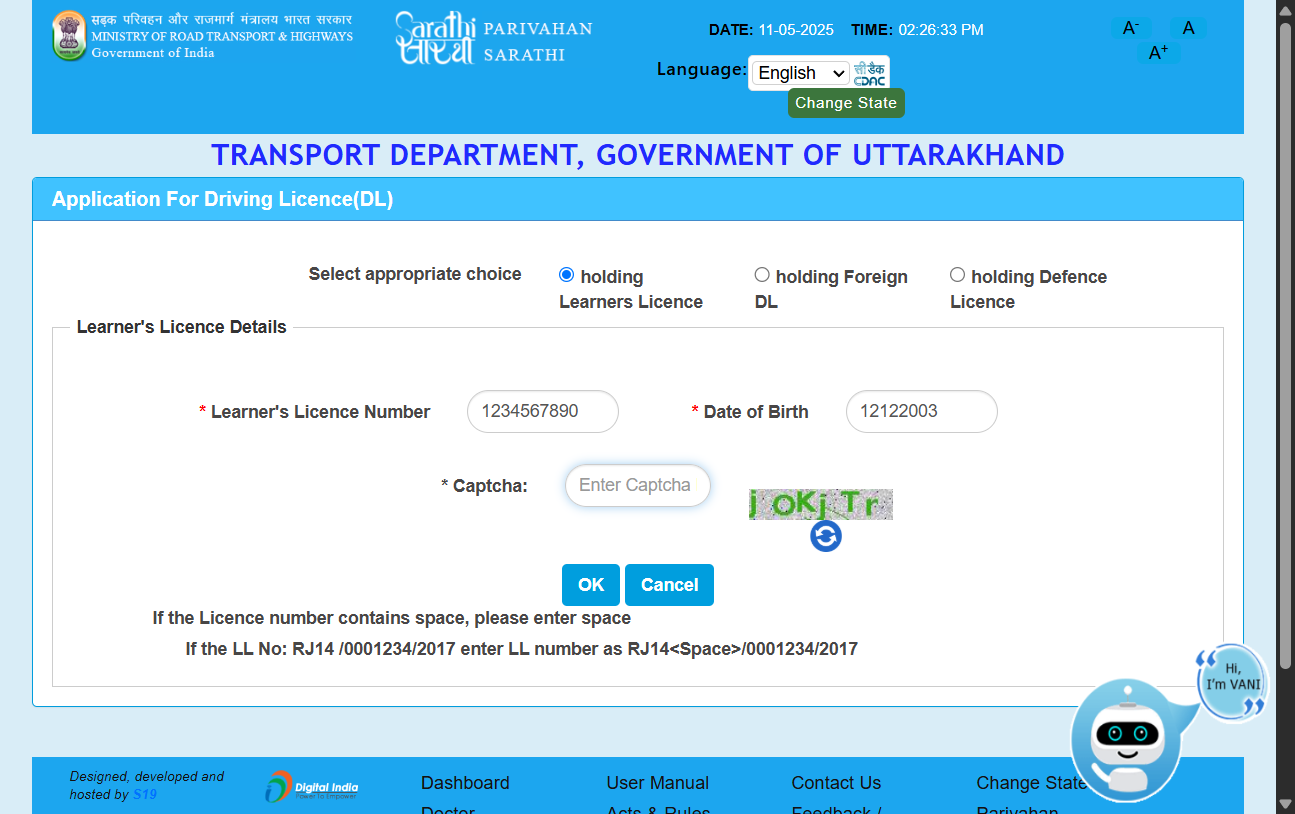 सड़क परिवहन और राजमार्ग मंत्रालय भारत सरकार
MINISTRY OF ROAD TRANSPORT & HIGHWAYS
Government of India
Sarathi
सारथी
PARIVAHAN
SARATHI
DATE: 11-05-2025 TIME: 02:26:33 PM
A- A
A+
Language: English
सी डैक
CDAC
Change State
TRANSPORT DEPARTMENT, GOVERNMENT OF UTTARAKHAND
Application For Driving Licence(DL)
Select appropriate choice
holding
Learners Licence
holding Foreign
DL
holding Defence
Licence
Learner's Licence Details
* Learner's Licence Number 1234567890 * Date of Birth 12122003
* Captcha: Enter Captcha
jOKjTr
OK Cancel
If the Licence number contains space, please enter space
If the LL No: RJ14 /0001234/2017 enter LL number as RJ14<Space>/0001234/2017
Hi,
I'm VANI
Designed, developed and
hosted by S19
Digital India
Power To Empower
Dashboard User Manual Contact Us Change State
Doctor Acts & Rules Feedback / Parivahan